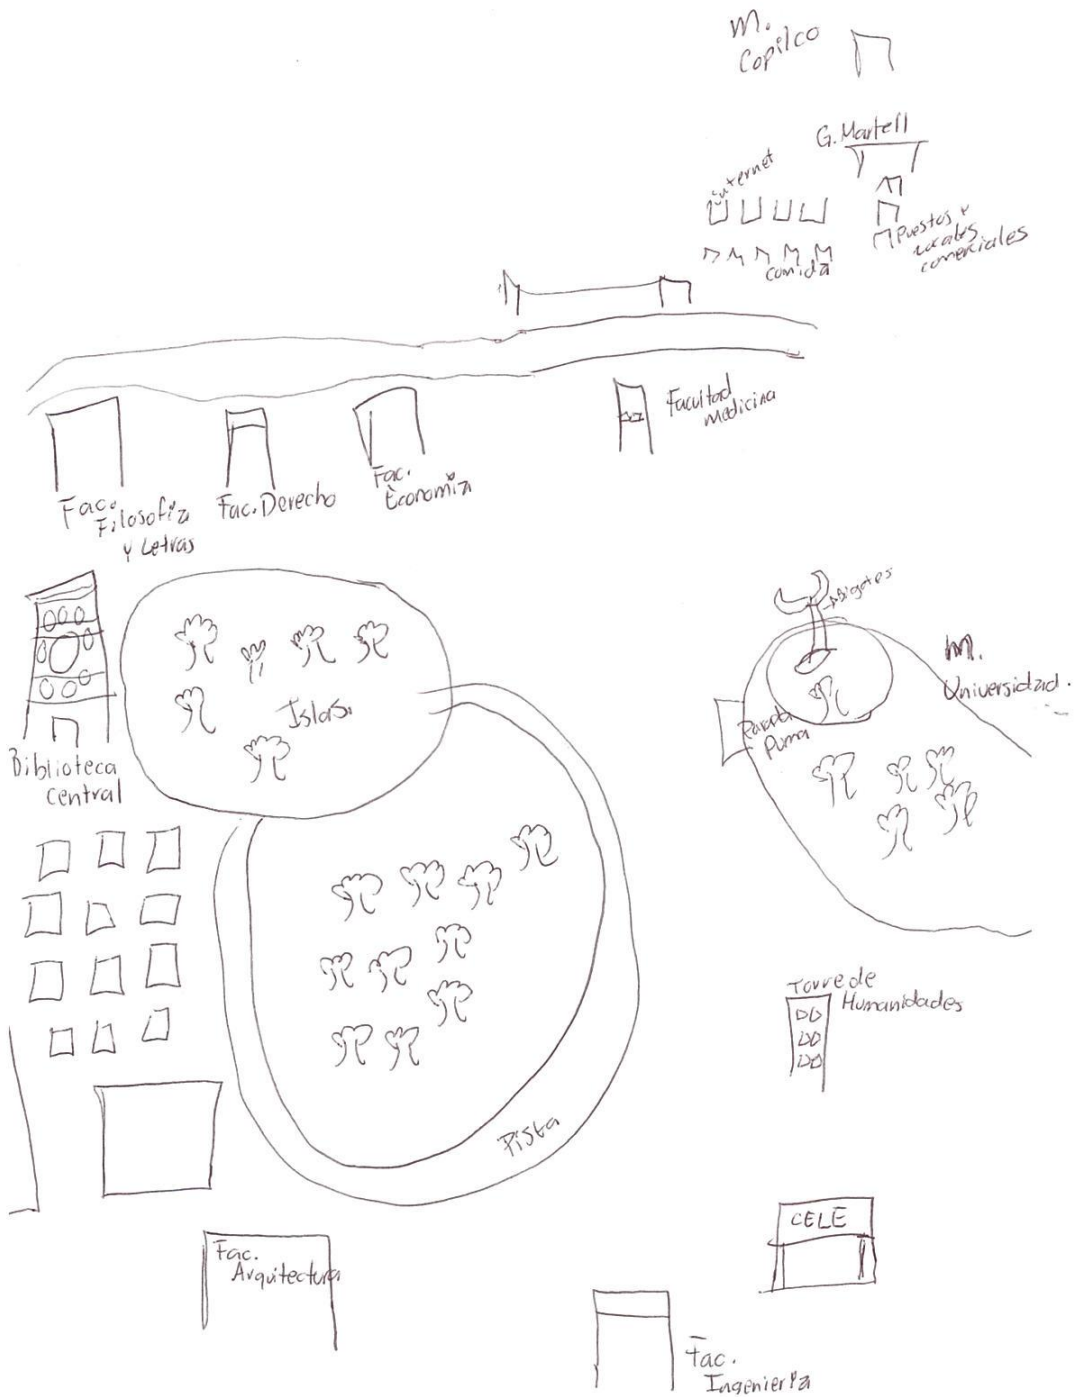 M.
Copilco
G. Martell
internet
Puestos y
locales
comerciales
comida
Facultad
Medicina
Fac.
Filosofia
y Letras
Fac. Derecho
Fac.
Economia
Bigotes
M.
Universidad.
Parada
Puma
Islas.
Biblioteca
Central
Torre de
Humanidades
Pista
CELE
Fac.
Arquitectura
Fac.
Ingenieria